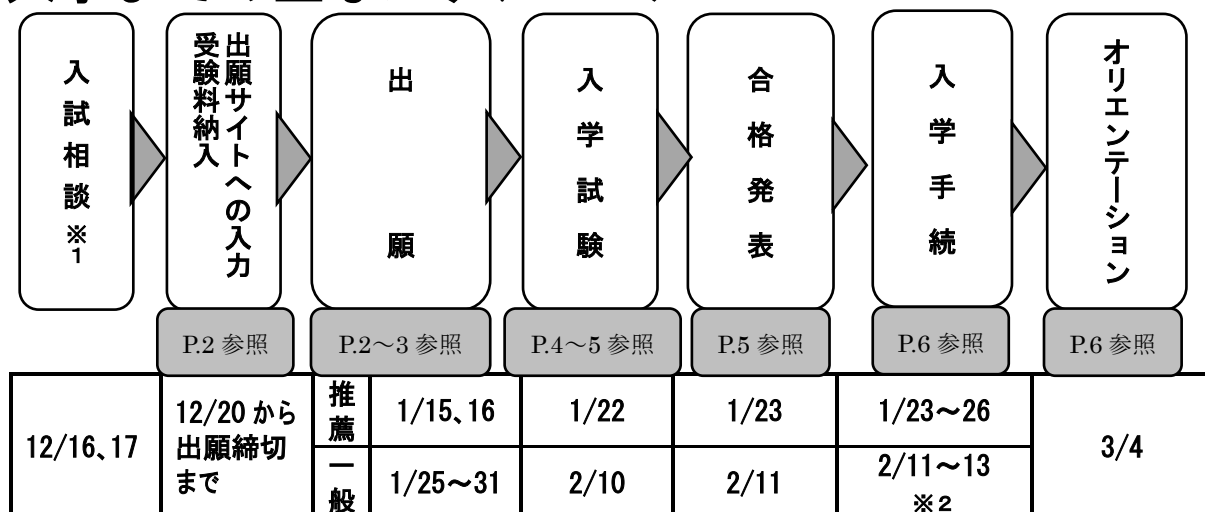 入試相談※1
出願サイトへの入力
受験料納入
出願
入学試験
合格発表
入学手続
オリエンテーション
P.2 参照
P.2～3 参照
P.4～5 参照
P.5 参照
P.6 参照
P.6 参照
12/16、17
12/20 から
出願締切
まで
推薦
1/15、16
1/22
1/23
1/23～26
3/4
一般
1/25～31
2/10
2/11
2/11～13
※2